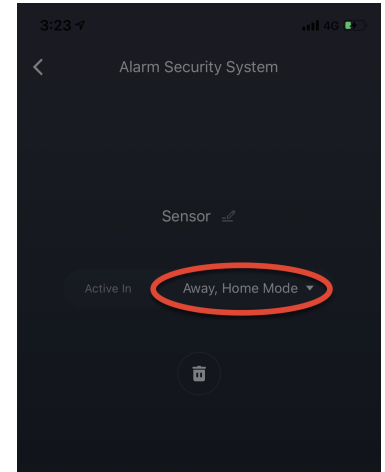 3:23 4G
Alarm Security System
Sensor
Active In Away, Home Mode